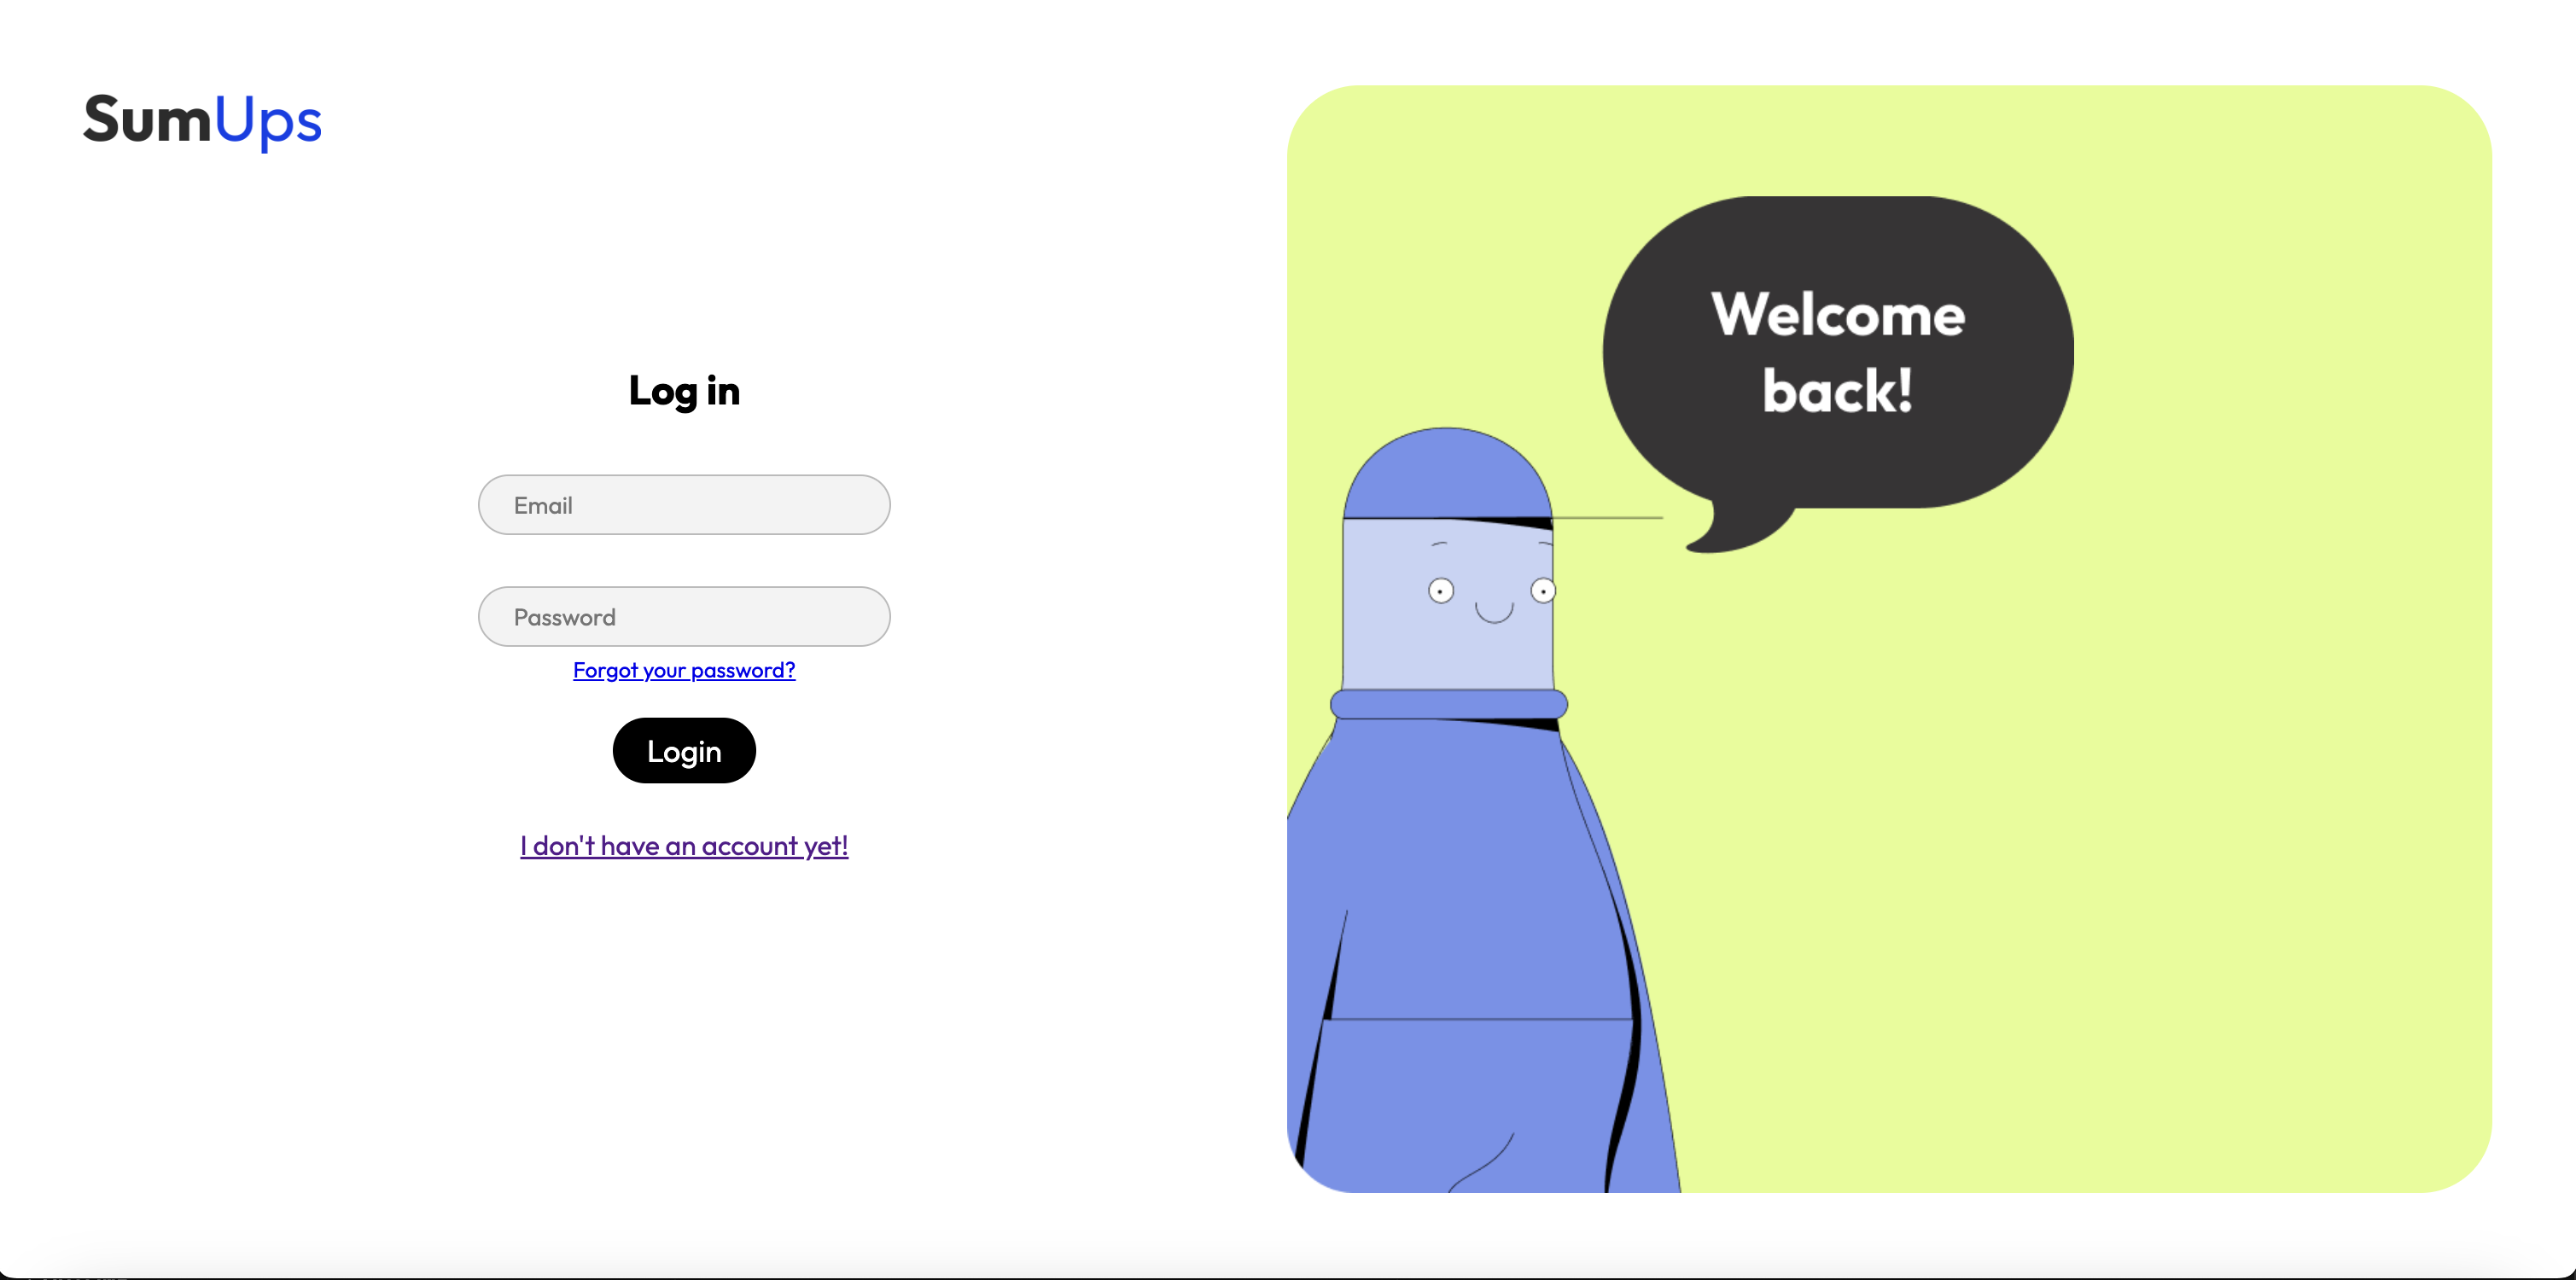 SumUps
Log in
Email
Password
Forgot your password?
Login
I don't have an account yet!
Welcome
back!